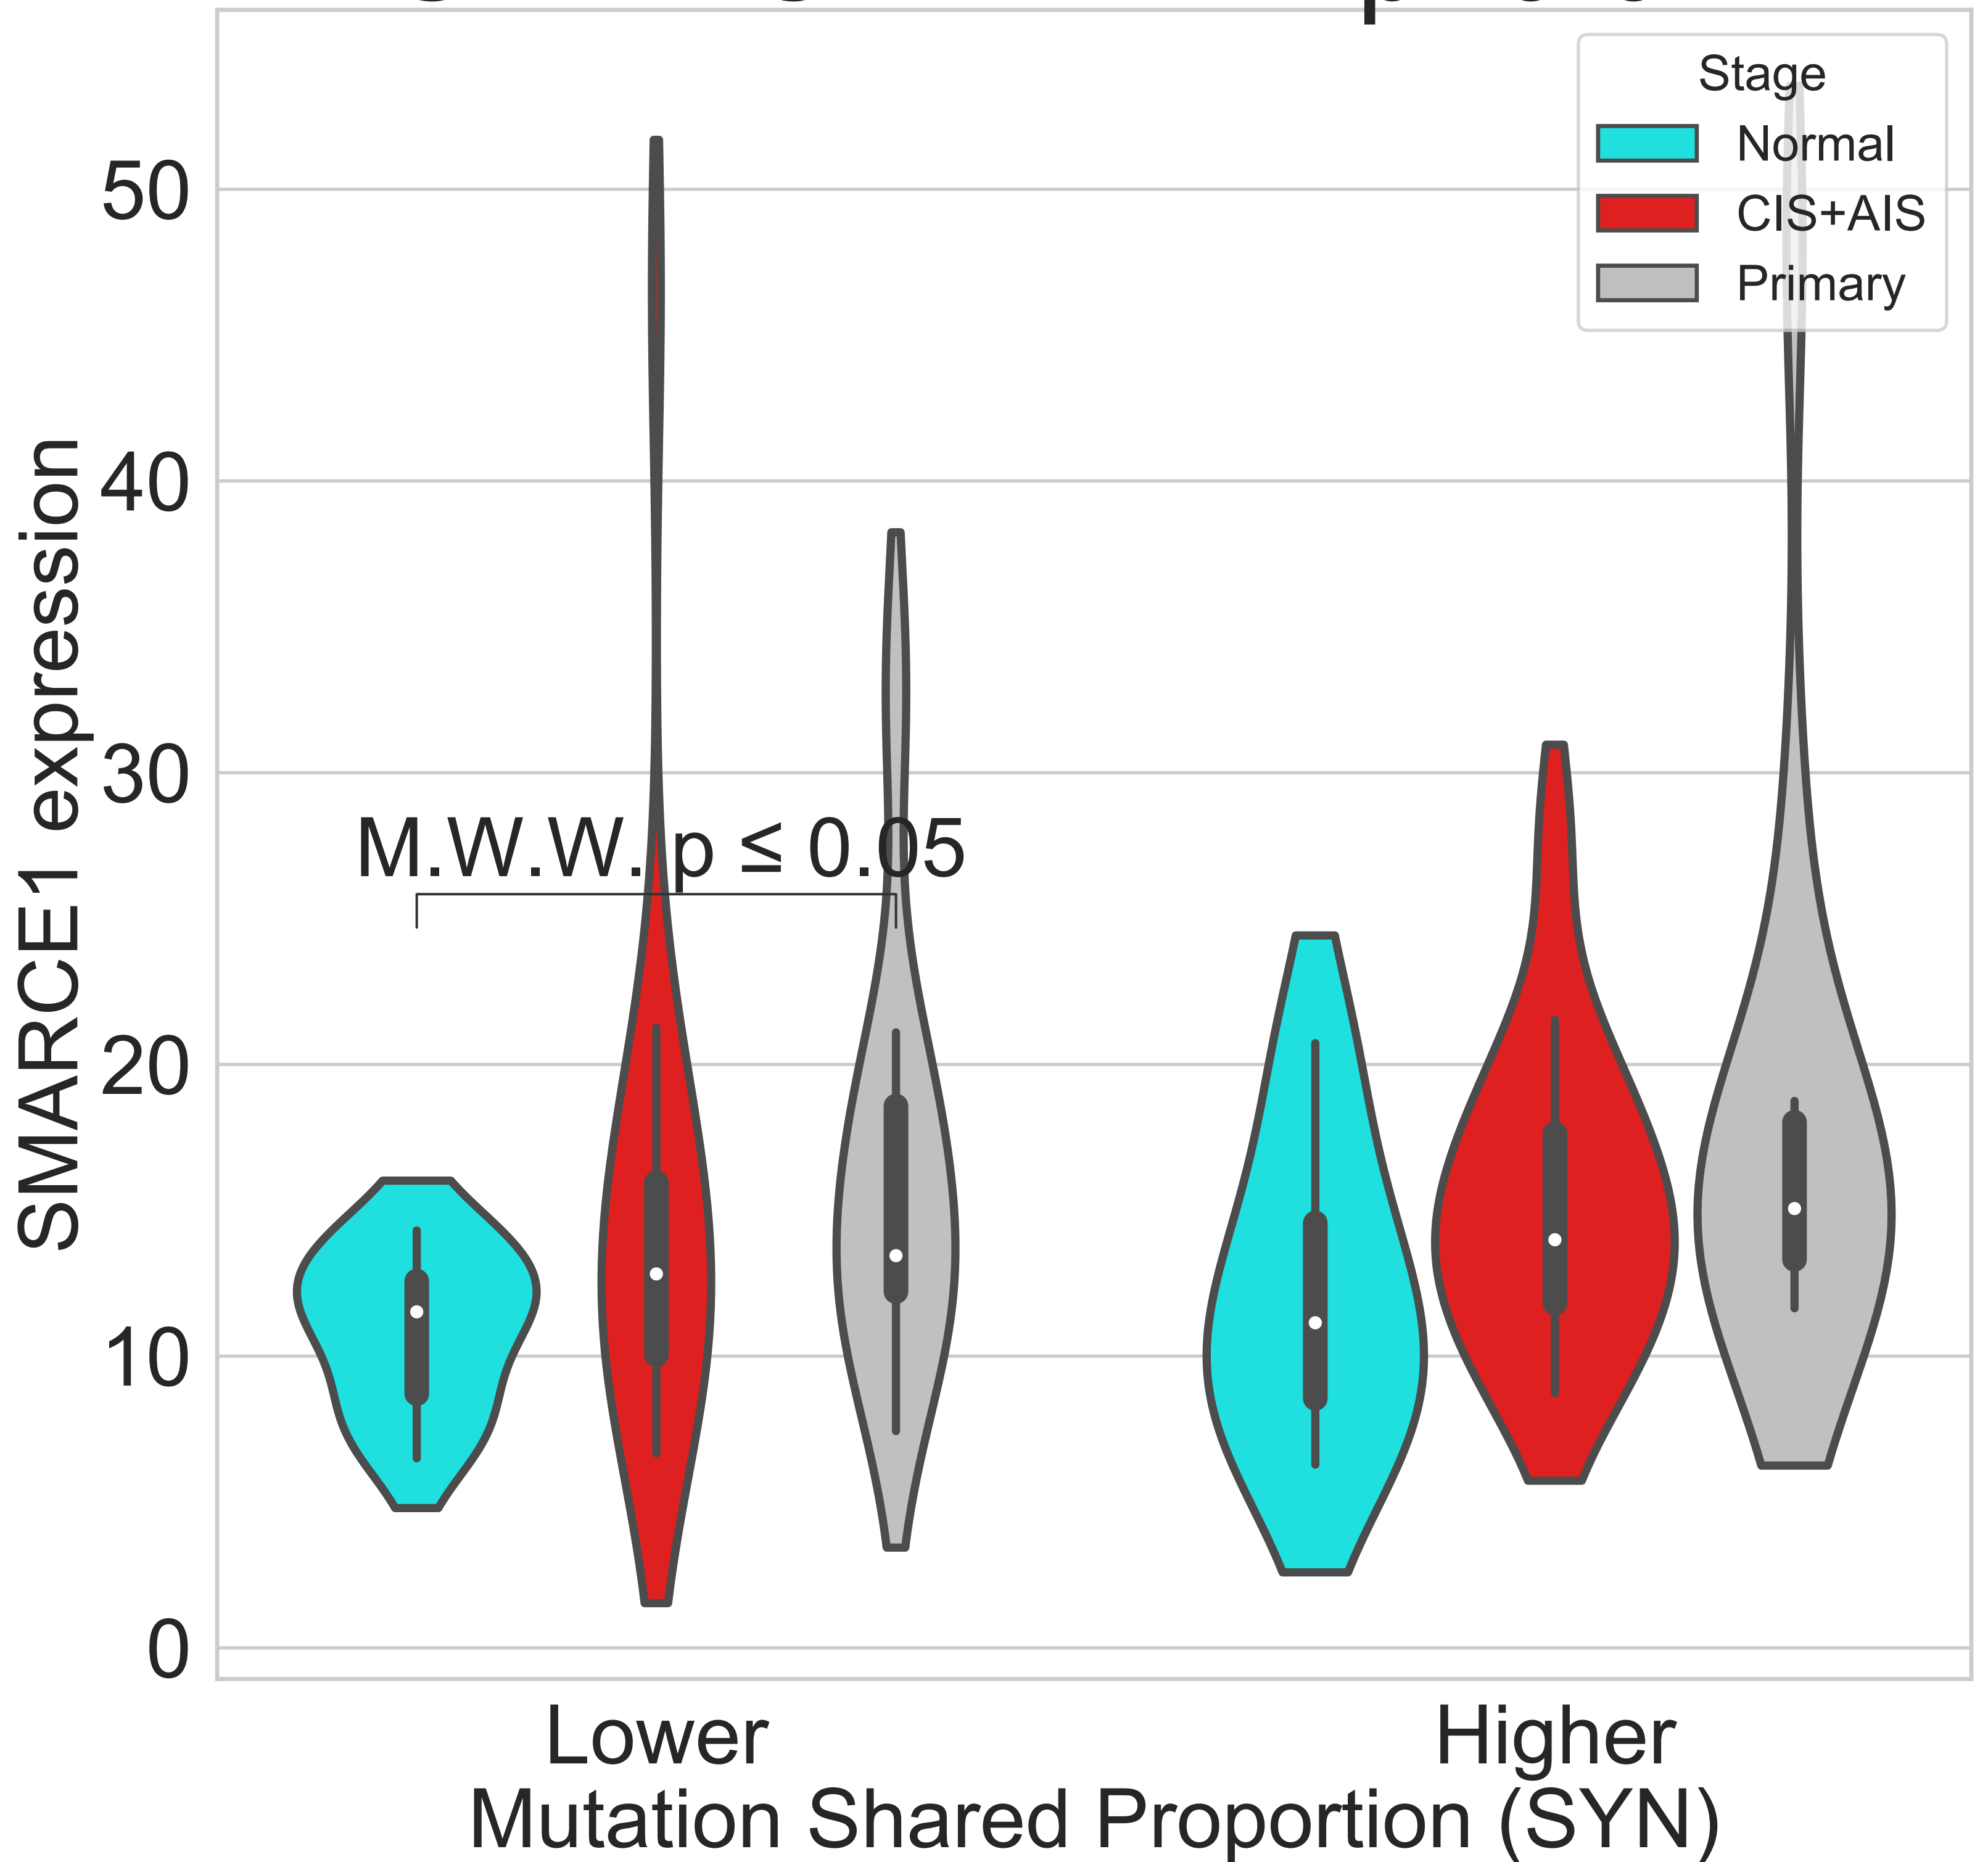 Stage
Normal
CIS+AIS
Primary
50
40
30
20
10
0
SMARCE1 expression
M.W.W. p ≤ 0.05
Lower
Higher
Mutation Shared Proportion (SYN)